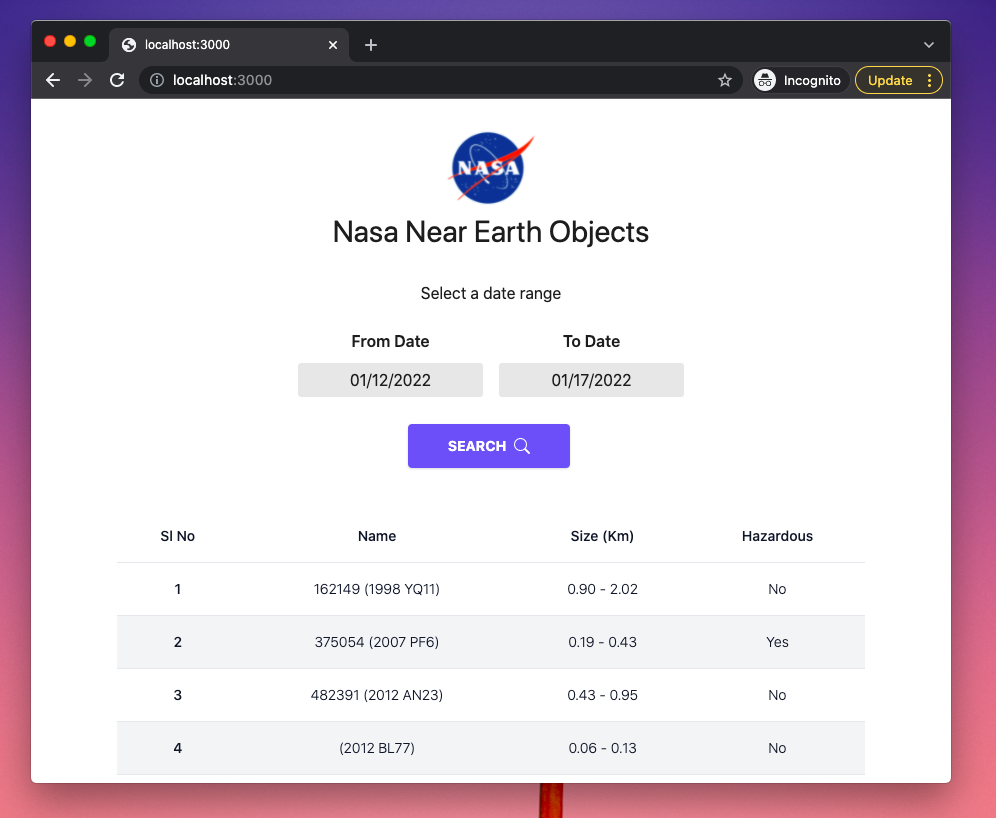 localhost:3000
localhost:3000 Incognito Update
NASA
Nasa Near Earth Objects
Select a date range
From Date To Date
01/12/2022 01/17/2022
SEARCH
Sl No Name Size (Km) Hazardous
1 162149 (1998 YQ11) 0.90 - 2.02 No
2 375054 (2007 PF6) 0.19 - 0.43 Yes
3 482391 (2012 AN23) 0.43 - 0.95 No
4 (2012 BL77) 0.06 - 0.13 No